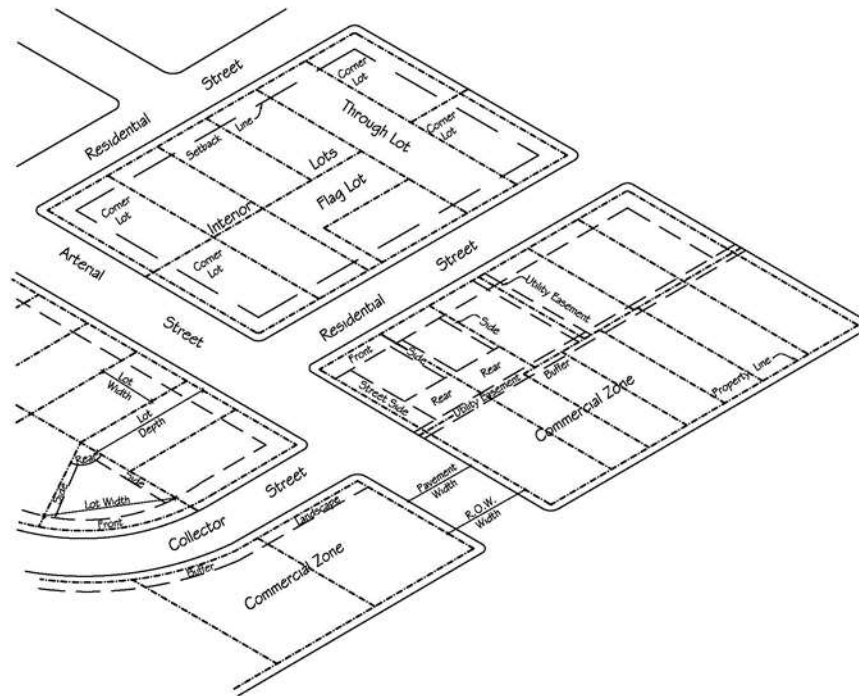 Residential
Street
Corner
Lot
Setback
Line
Through Lot
Corner
Lot
Lots
Flag Lot
Interior
Corner
Lot
Corner
Lot
Arterial
Street
Residential
Street
Utility Easement
Side
Front
Side
Rear
Rear
Street Side
Utility Easement
Buffer
Property Line
Commercial Zone
Lot
Width
Lot
Depth
Rear
Side
Side
Lot Width
Front
Collector
Street
Pavement
Width
R.O.W.
Width
Landscape
Buffer
Commercial Zone